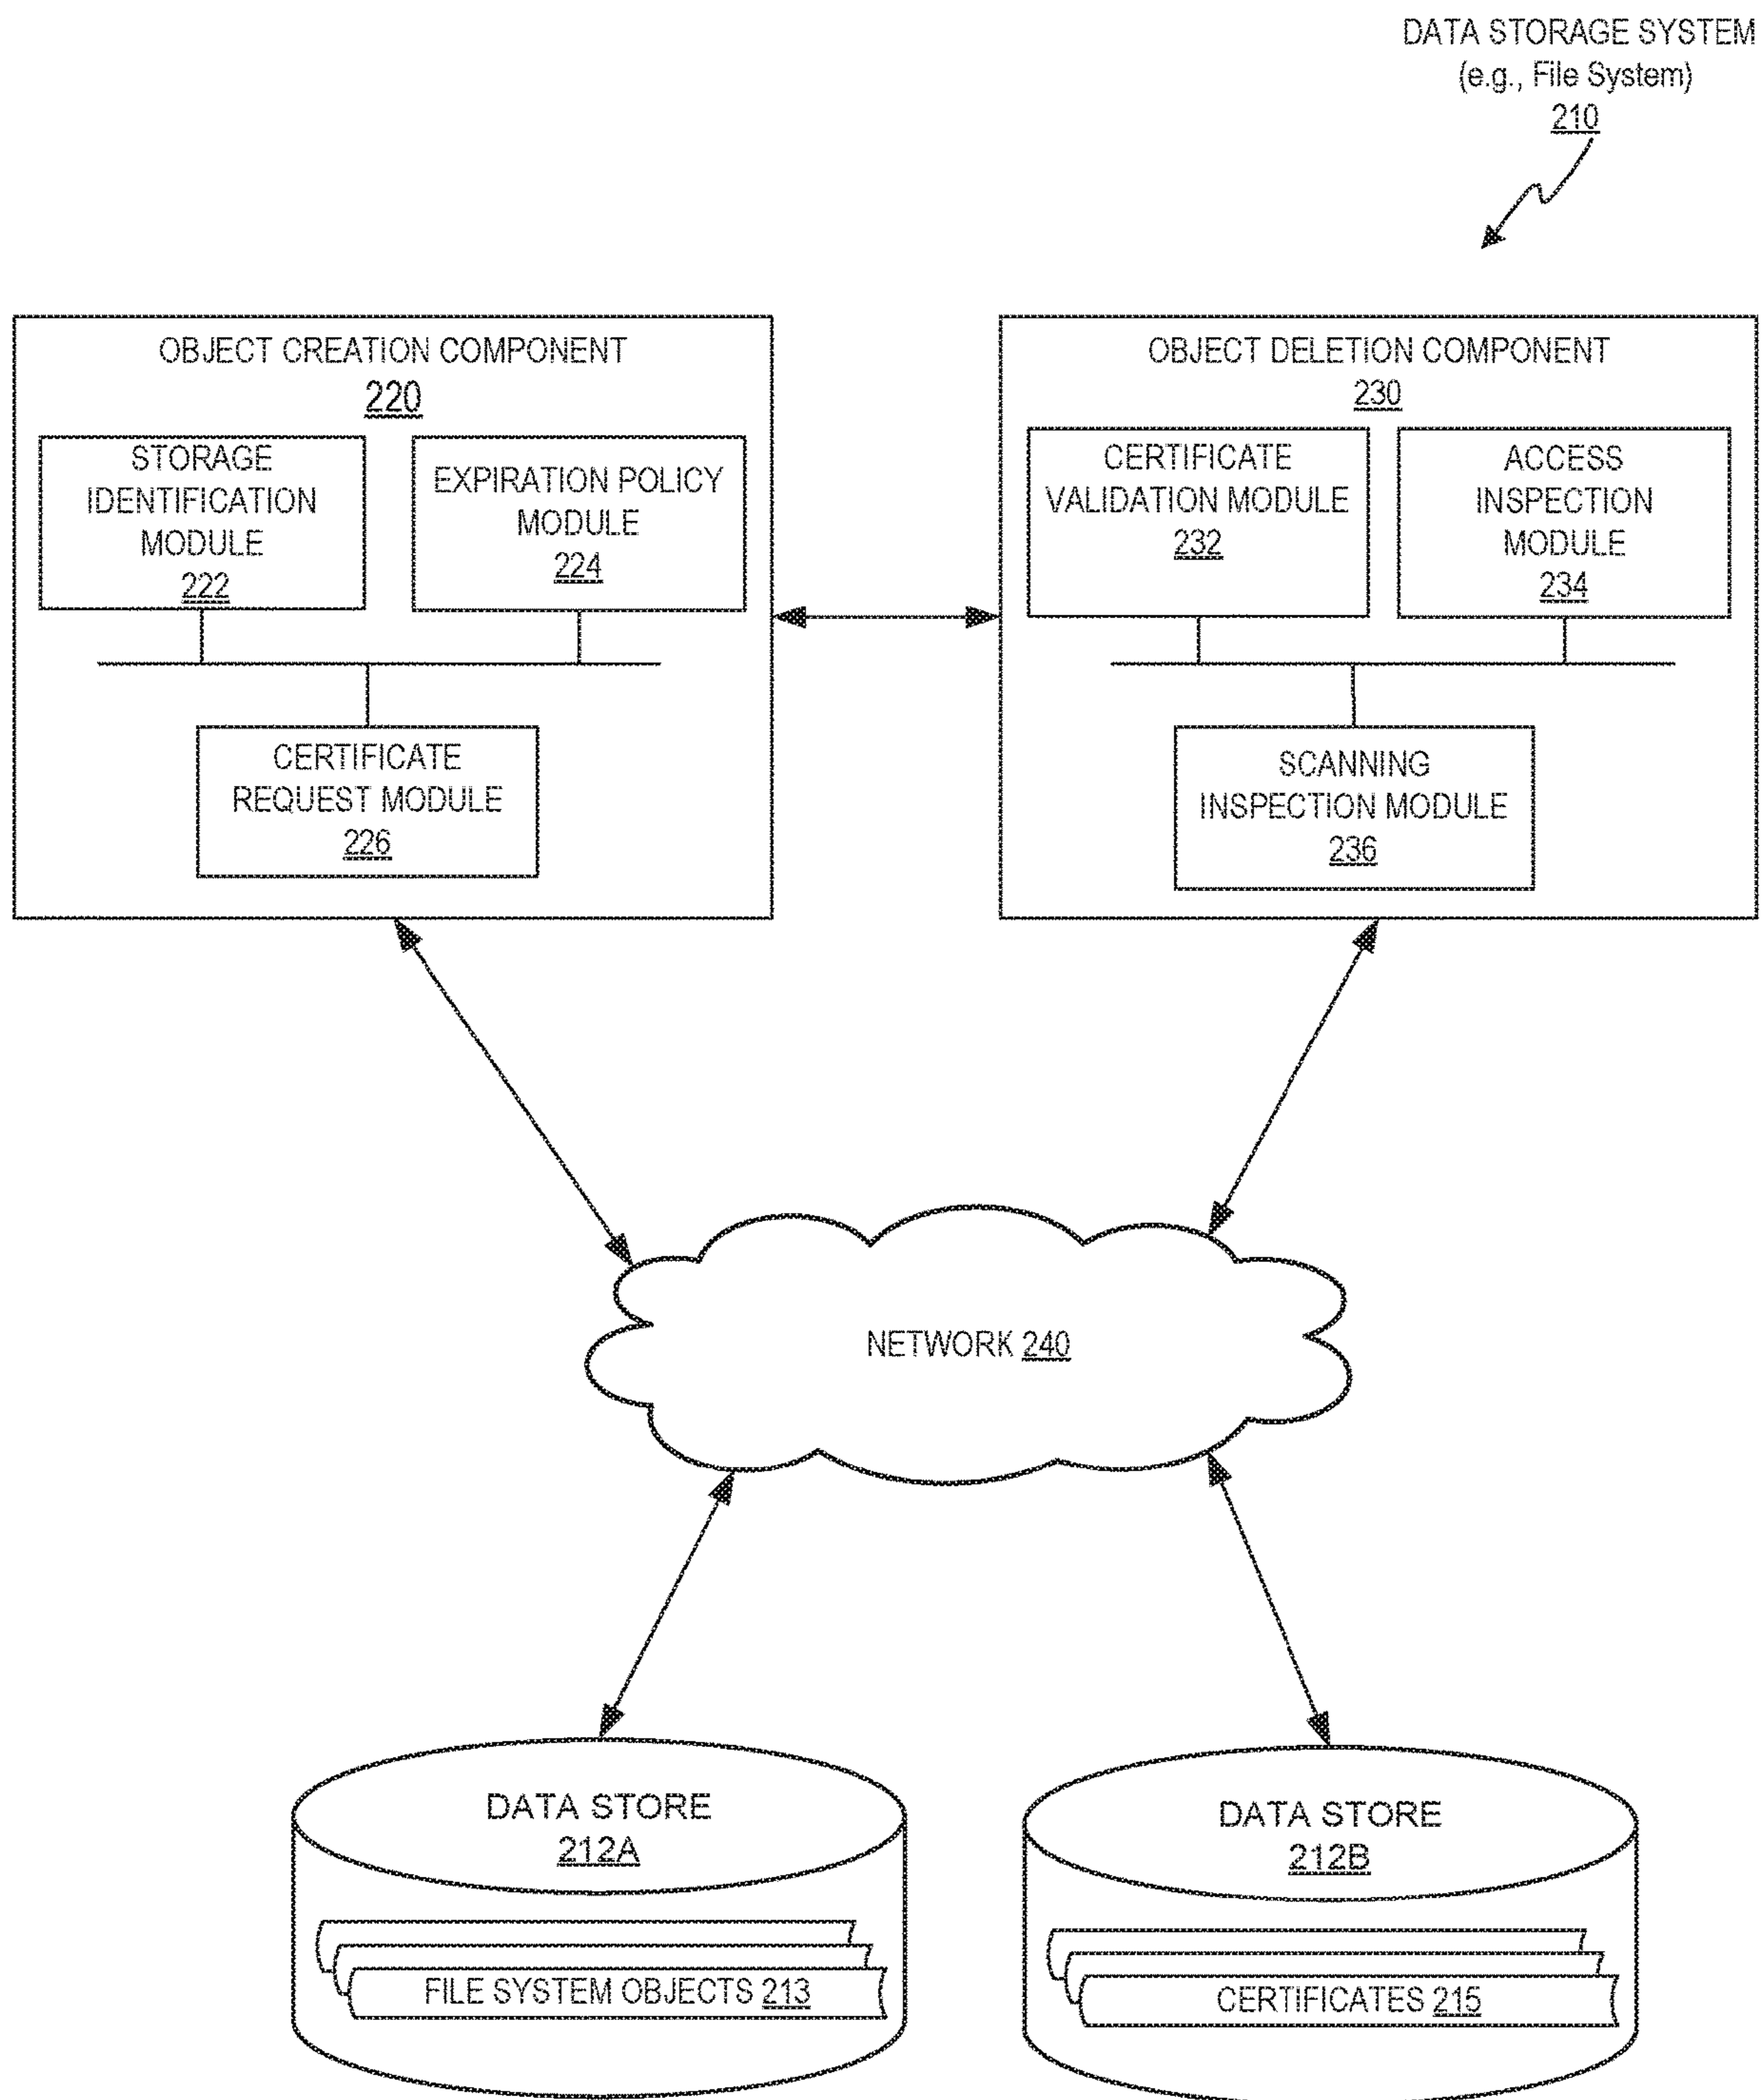 DATA STORAGE SYSTEM
(e.g., File System)
210
OBJECT CREATION COMPONENT
220
STORAGE
IDENTIFICATION
MODULE
222
EXPIRATION POLICY
MODULE
224
CERTIFICATE
REQUEST MODULE
226
OBJECT DELETION COMPONENT
230
CERTIFICATE
VALIDATION MODULE
232
ACCESS
INSPECTION
MODULE
234
SCANNING
INSPECTION MODULE
236
NETWORK 240
DATA STORE
212A
FILE SYSTEM OBJECTS 213
DATA STORE
212B
CERTIFICATES 215